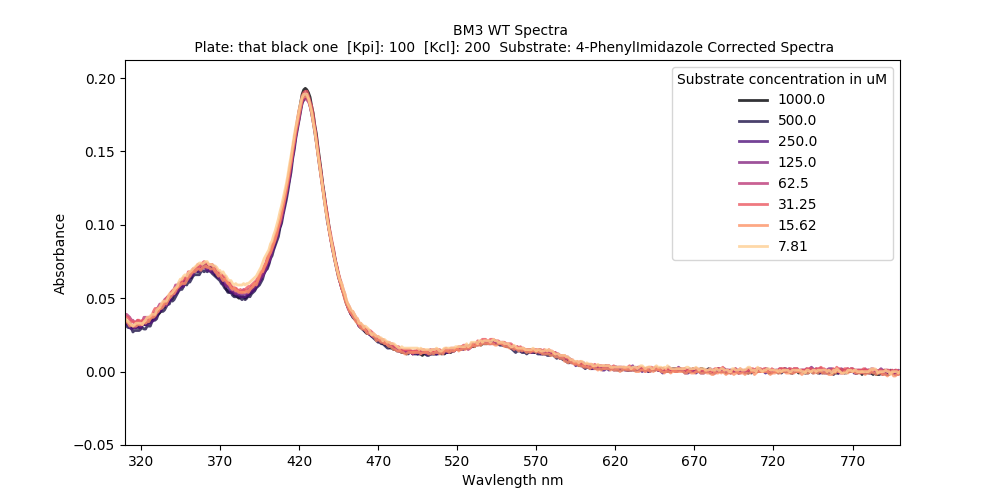 BM3 WT Spectra
Plate: that black one  [Kpi]: 100  [Kcl]: 200  Substrate: 4-PhenylImidazole Corrected Spectra
Substrate concentration in uM
1000.0
500.0
250.0
125.0
62.5
31.25
15.62
7.81
Absorbance
0.20
0.15
0.10
0.05
0.00
−0.05
320 370 420 470 520 570 620 670 720 770
Wavlength nm